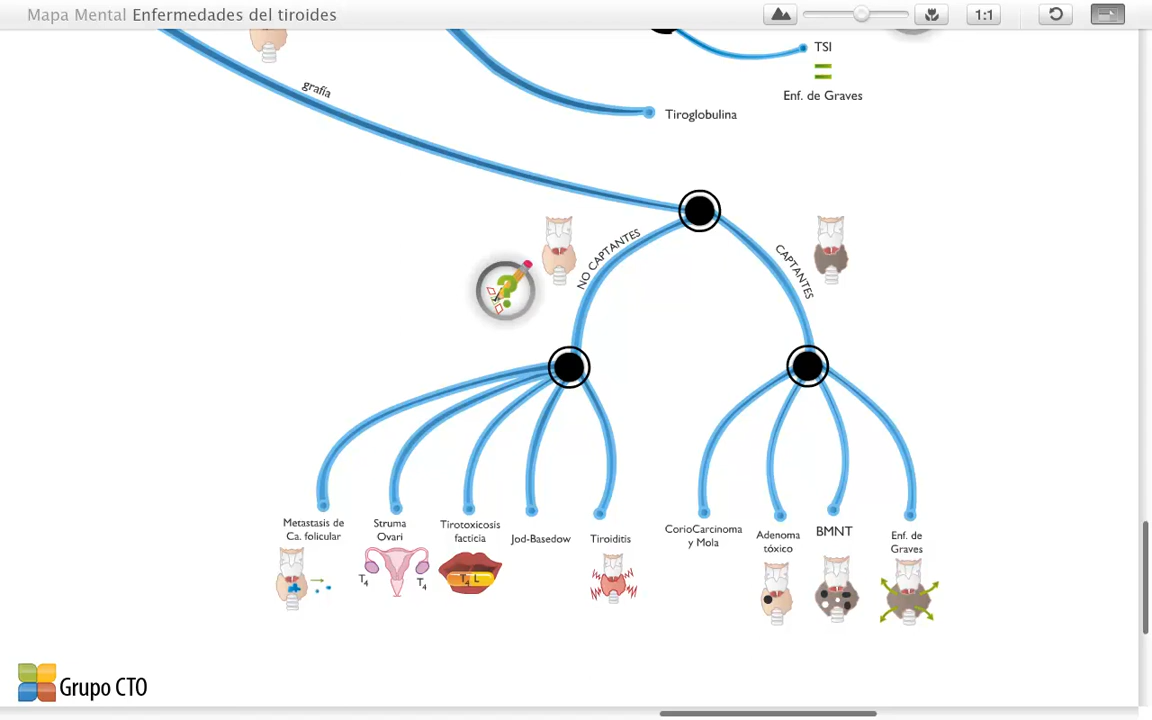 Mapa Mental Enfermedades del tiroides
1:1
TSI
Enf. de Graves
grafía
Tiroglobulina
NO CAPTANTES
CAPTANTES
?
Metastasis de
Ca. folicular
Struma
Ovari
T4
T4
Tirotoxicosis
facticia
T4 L
Jod-Basedow
Tiroiditis
CorioCarcinoma
y Mola
Adenoma
tóxico
BMNT
Enf. de
Graves
Grupo CTO